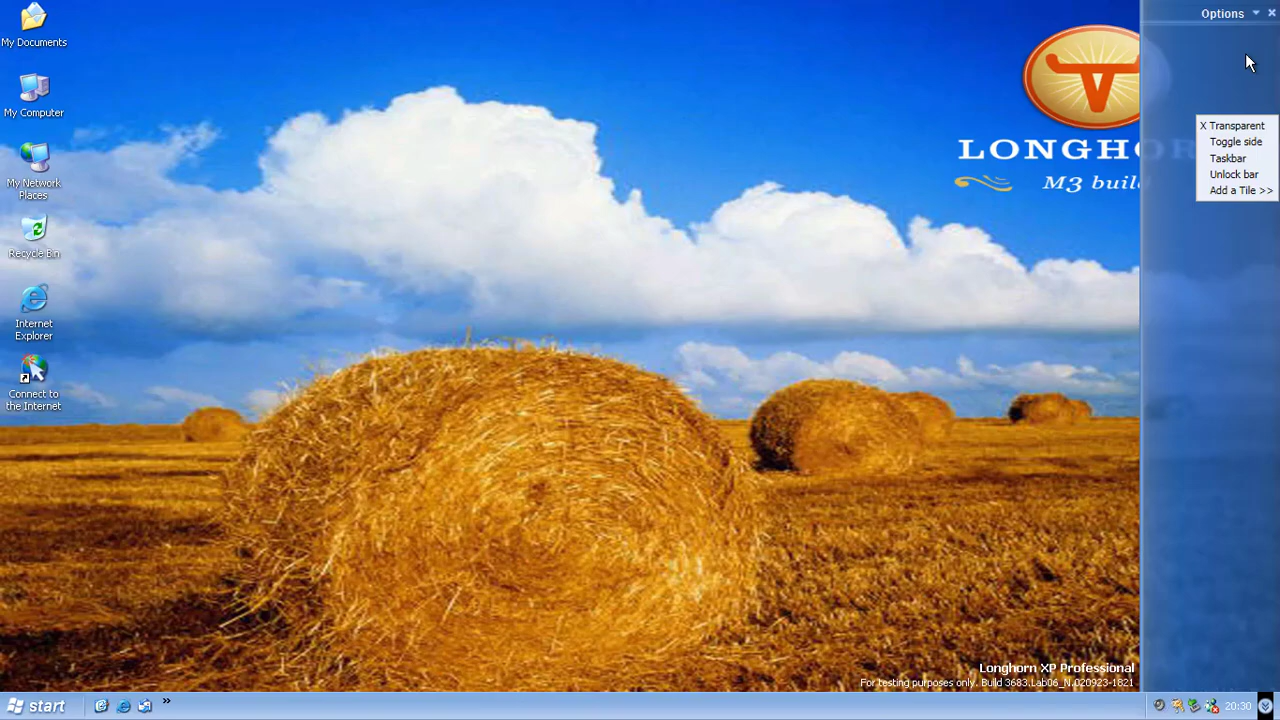 My Documents
My Computer
My Network
Places
Recycle Bin
Internet
Explorer
Connect to
the Internet
LONGHO
M3 build
Options
X Transparent
Toggle side
Taskbar
Unlock bar
Add a Tile >>
Longhorn XP Professional
For testing purposes only. Build 3683.Lab06_N.020923-1821
start
»
20:30